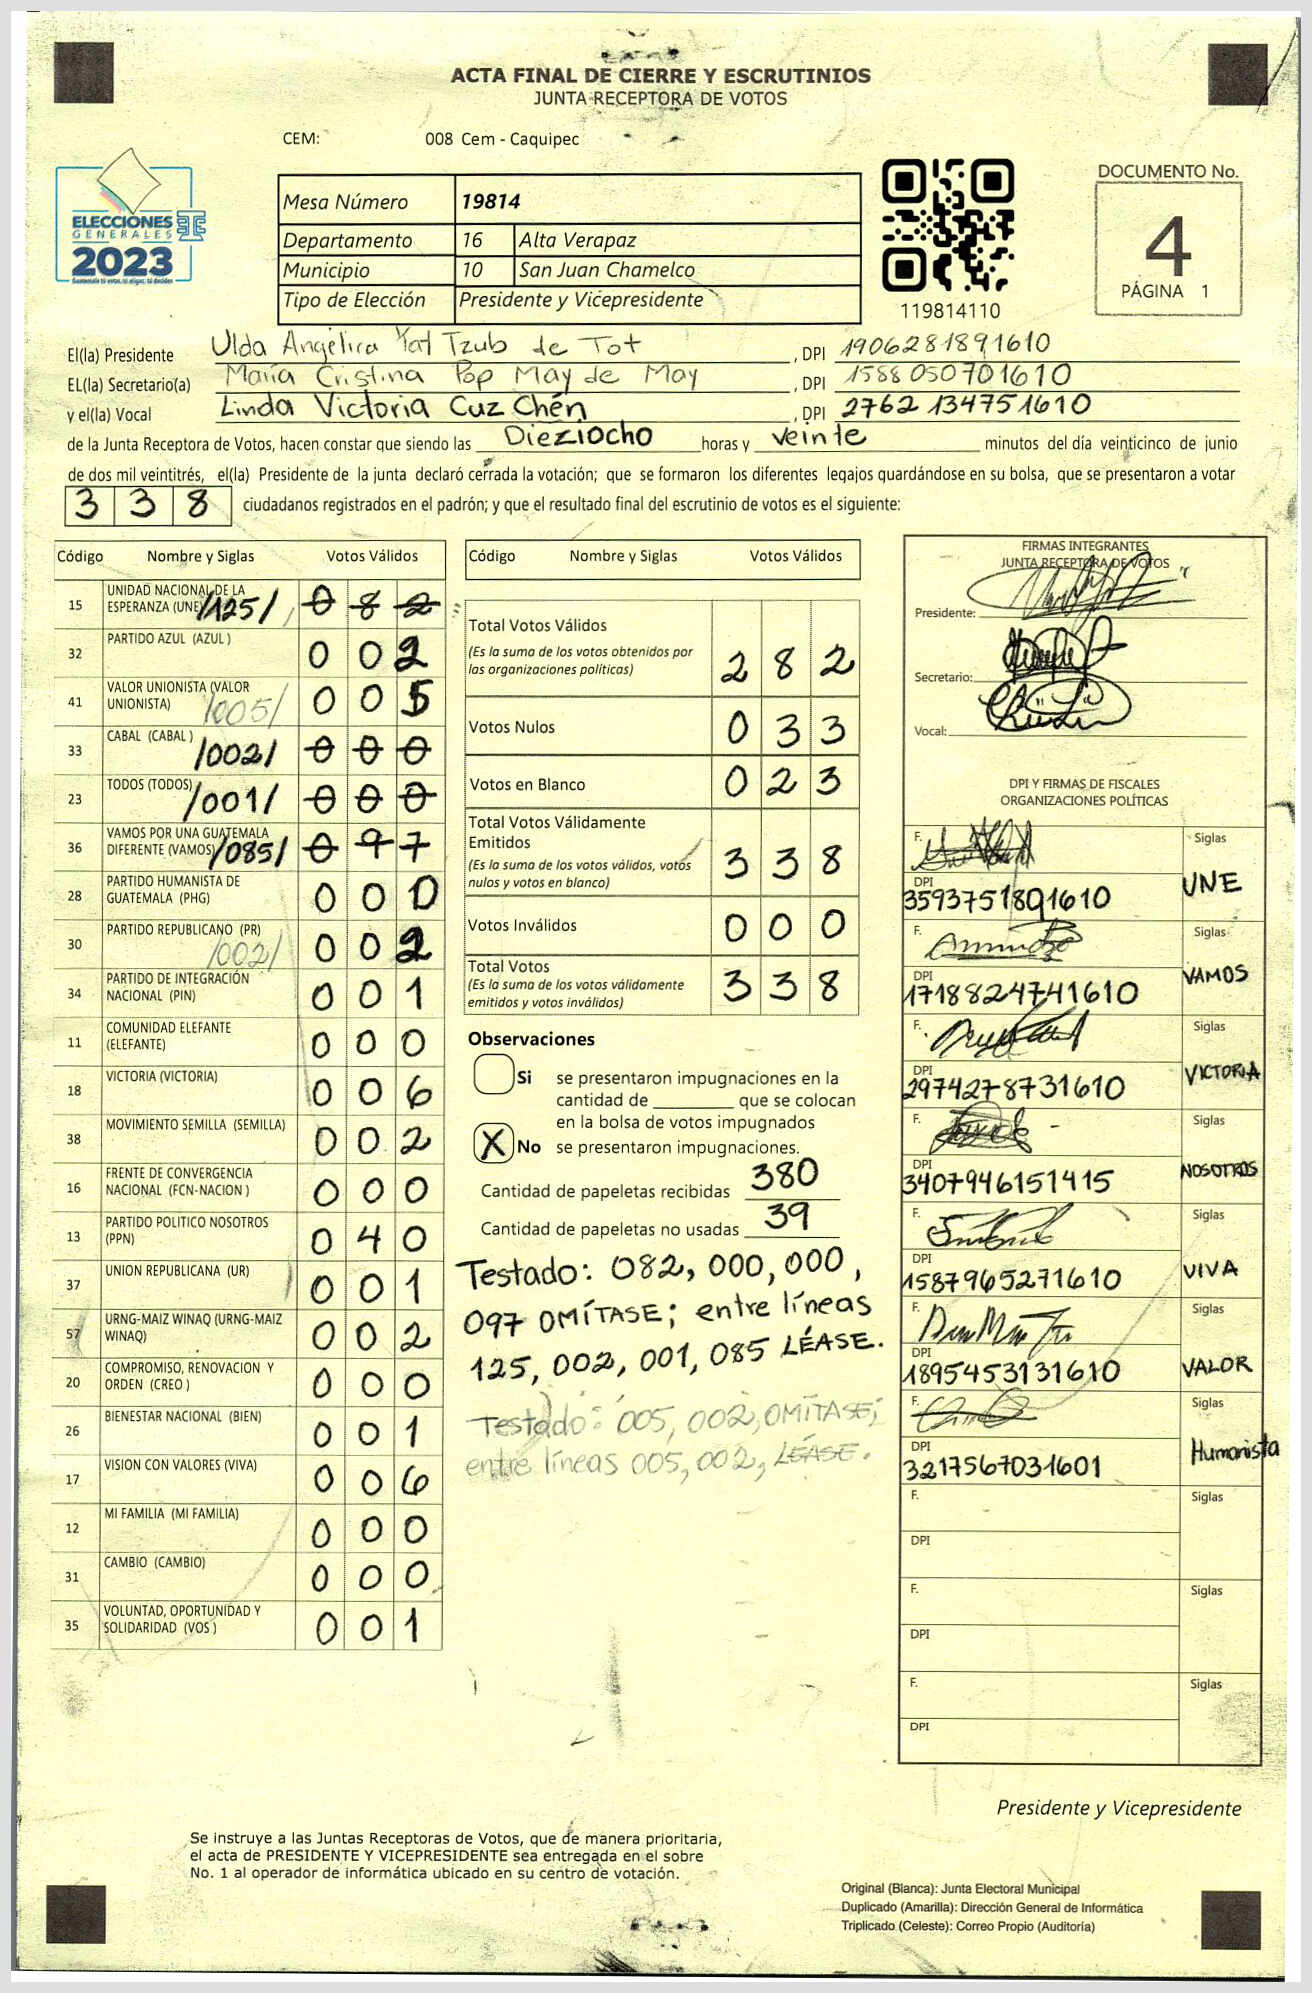 ACTA FINAL DE CIERRE Y ESCRUTINIOS
JUNTA RECEPTORA DE VOTOS
CEM: 008 Cem - Caquipec
ELECCIONES
GENERALES
2023
Mesa Número 19814
Departamento 16 Alta Verapaz
Municipio 10 San Juan Chamelco
Tipo de Elección Presidente y Vicepresidente
119814110
DOCUMENTO No.
4
PÁGINA 1
El(la) Presidente Ulda Angélica Yat Tzub de Tot, DPI 1906281891610
EL(la) Secretario(a) María Cristina Pop May de May, DPI 1588050701610
y el(la) Vocal Linda Victoria Cuz Chén, DPI 2762134751610
de la Junta Receptora de Votos, hacen constar que siendo las Dieziocho horas y veinte minutos del día veinticinco de junio
de dos mil veintitrés, el(la) Presidente de la junta declaró cerrada la votación; que se formaron los diferentes legajos guardándose en su bolsa, que se presentaron a votar
338 ciudadanos registrados en el padrón; y que el resultado final del escrutinio de votos es el siguiente:
Código Nombre y Siglas Votos Válidos
15 UNIDAD NACIONAL DE LA
ESPERANZA (UNE) /125/ 0 8 2
32 PARTIDO AZUL (AZUL ) 0 0 2
41 VALOR UNIONISTA (VALOR
UNIONISTA) /005/ 0 0 5
33 CABAL (CABAL ) /002/ 0 0 0
23 TODOS (TODOS) /001/ 0 0 0
36 VAMOS POR UNA GUATEMALA
DIFERENTE (VAMOS) /085/ 0 9 7
28 PARTIDO HUMANISTA DE
GUATEMALA (PHG) 0 0 0
30 PARTIDO REPUBLICANO (PR) /002/ 0 0 2
34 PARTIDO DE INTEGRACIÓN
NACIONAL (PIN) 0 0 1
11 COMUNIDAD ELEFANTE
(ELEFANTE) 0 0 0
18 VICTORIA (VICTORIA) 0 0 6
38 MOVIMIENTO SEMILLA (SEMILLA) 0 0 2
16 FRENTE DE CONVERGENCIA
NACIONAL (FCN-NACION ) 0 0 0
13 PARTIDO POLITICO NOSOTROS
(PPN) 0 4 0
37 UNION REPUBLICANA (UR) 0 0 1
57 URNG-MAIZ WINAQ (URNG-MAIZ
WINAQ) 0 0 2
20 COMPROMISO, RENOVACION Y
ORDEN (CREO ) 0 0 0
26 BIENESTAR NACIONAL (BIEN) 0 0 1
17 VISION CON VALORES (VIVA) 0 0 6
12 MI FAMILIA (MI FAMILIA) 0 0 0
31 CAMBIO (CAMBIO) 0 0 0
35 VOLUNTAD, OPORTUNIDAD Y
SOLIDARIDAD (VOS ) 0 0 1
Código Nombre y Siglas Votos Válidos
Total Votos Válidos
(Es la suma de los votos obtenidos por
las organizaciones políticas) 2 8 2
Votos Nulos 0 3 3
Votos en Blanco 0 2 3
Total Votos Válidamente
Emitidos
(Es la suma de los votos válidos, votos
nulos y votos en blanco) 3 3 8
Votos Inválidos 0 0 0
Total Votos
(Es la suma de los votos válidamente
emitidos y votos inválidos) 3 3 8
Observaciones
Si se presentaron impugnaciones en la
cantidad de ________ que se colocan
en la bolsa de votos impugnados
X No se presentaron impugnaciones.
Cantidad de papeletas recibidas 380
Cantidad de papeletas no usadas 39
Testado: 082, 000, 000,
097 OMÍTASE; entre líneas
125, 002, 001, 085 LÉASE.
Testado: 005, 002, OMÍTASE;
entre líneas 005, 002, LÉASE.
FIRMAS INTEGRANTES
JUNTA RECEPTORA DE VOTOS
Presidente:
Secretario:
Vocal:
DPI Y FIRMAS DE FISCALES
ORGANIZACIONES POLÍTICAS
F. Siglas
DPI
3593751891610 UNE
F. Siglas
DPI
1718824741610 VAMOS
F. Siglas
DPI
2974278731610 VICTORIA
F. Siglas
DPI
3407946151415 NOSOTROS
F. Siglas
DPI
1587965271610 VIVA
F. Siglas
DPI
1895453131610 VALOR
F. Siglas
DPI
3217567031601 Humanista
F. Siglas
DPI
F. Siglas
DPI
F. Siglas
DPI
Presidente y Vicepresidente
Se instruye a las Juntas Receptoras de Votos, que de manera prioritaria,
el acta de PRESIDENTE Y VICEPRESIDENTE sea entregada en el sobre
No. 1 al operador de informática ubicado en su centro de votación.
Original (Blanca): Junta Electoral Municipal
Duplicado (Amarilla): Dirección General de Informática
Triplicado (Celeste): Correo Propio (Auditoría)